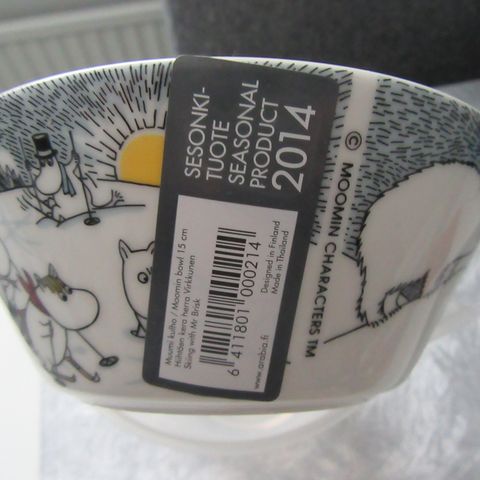 SESONKI-
TUOTE
SEASONAL
PRODUCT
2014
Muumi kulho / Moomin bowl 15 cm
Hiihtäen kera herra Virkkunen
Skiing with Mr Brisk
6 411801 000214
Designed in Finland
Made in Thailand
www.arabia.fi
© MOOMIN CHARACTERS TM